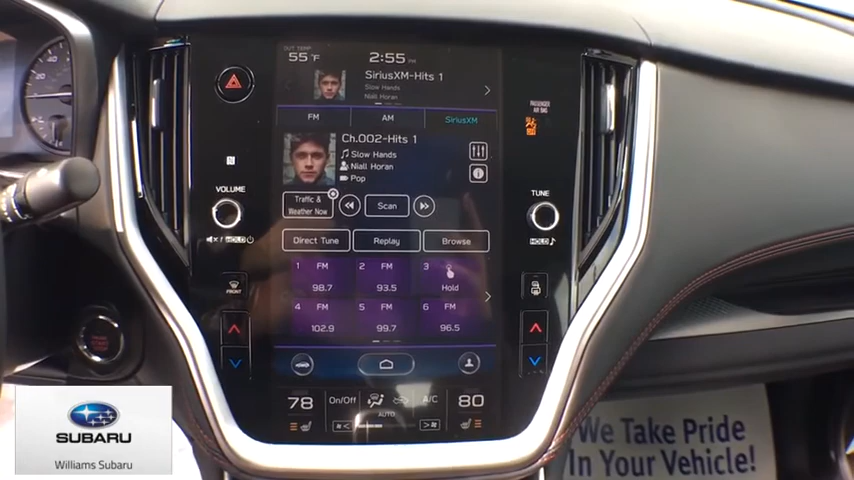 OUT TEMP
55°F
2:55 PM
SiriusXM-Hits 1
Slow Hands
Niall Horan
FM
AM
SiriusXM
PASSENGER
AIR BAG
Ch.002-Hits 1
Slow Hands
Niall Horan
Pop
Traffic &
Weather Now
Scan
VOLUME
TUNE
HOLD
HOLD
Direct Tune
Replay
Browse
1 FM
98.7
2 FM
93.5
3
Hold
4 FM
102.9
5 FM
99.7
6 FM
96.5
FRONT
78
On/Off
AUTO
A/C
80
SUBARU
Williams Subaru
We Take Pride
In Your Vehicle!